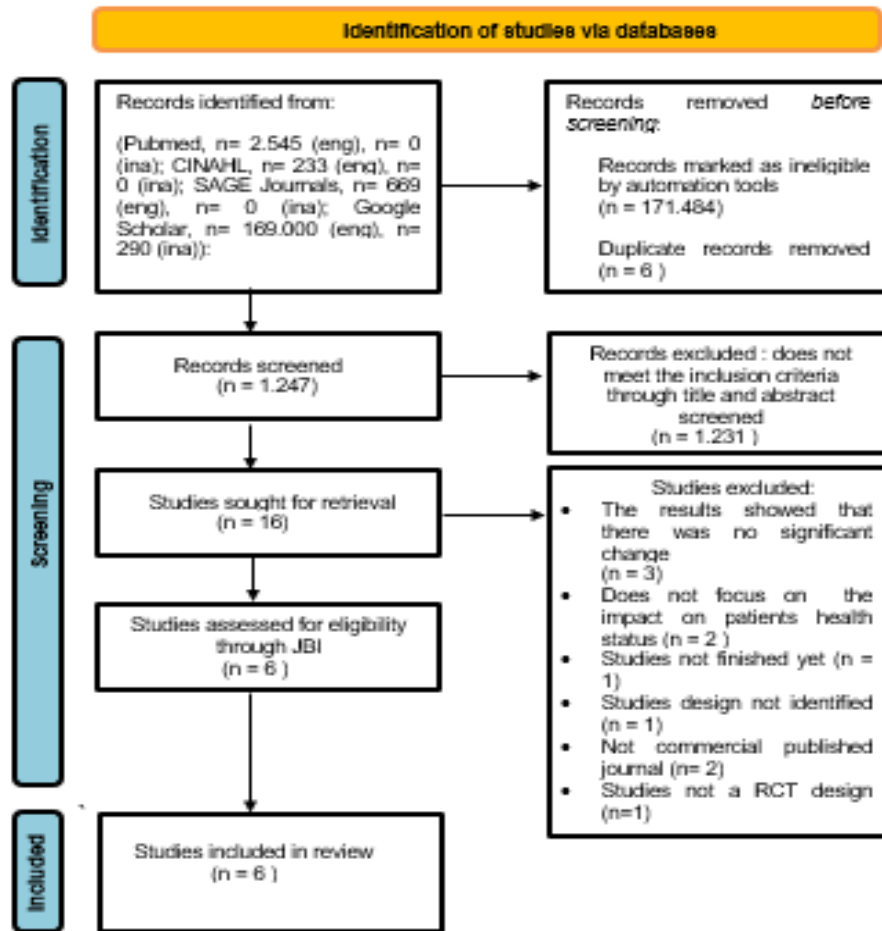 Identification of studies via databases
Identification
Records identified from:
(Pubmed, n= 2.545 (eng), n= 0
(ina); CINAHL, n= 233 (eng), n=
0 (ina); SAGE Journals, n= 669
(eng), n= 0 (ina); Google
Scholar, n= 169.000 (eng), n=
290 (ina)):
Records removed before
screening:
Records marked as ineligible
by automation tools
(n = 171.484)
Duplicate records removed
(n = 6 )
Screening
Records screened
(n = 1.247)
Records excluded : does not
meet the inclusion criteria
through title and abstract
screened
(n = 1.231 )
Studies sought for retrieval
(n = 16)
Studies excluded:
• The results showed that
there was no significant
change
(n = 3)
• Does not focus on the
impact on patients health
status (n = 2 )
• Studies not finished yet (n =
1)
• Studies design not identified
(n = 1)
• Not commercial published
journal (n= 2)
• Studies not a RCT design
(n=1)
Studies assessed for eligibility
through JBI
(n = 6 )
Included
Studies included in review
(n = 6 )